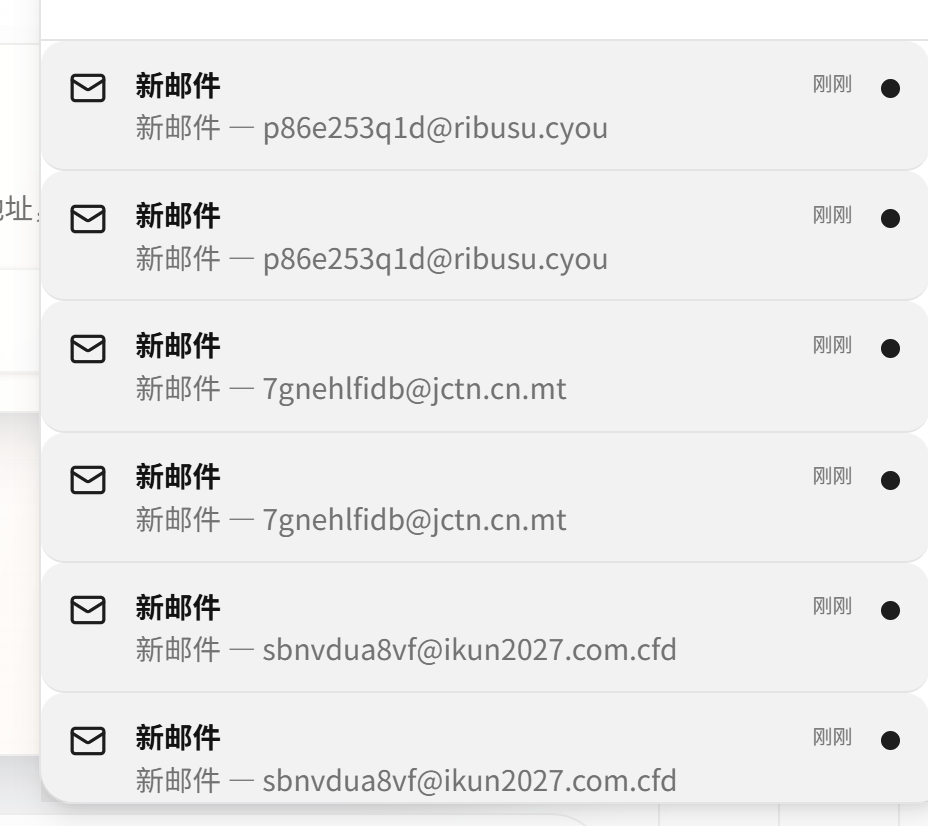 新邮件
刚刚
新邮件 — p86e253q1d@ribusu.cyou
地址
新邮件
刚刚
新邮件 — p86e253q1d@ribusu.cyou
新邮件
刚刚
新邮件 — 7gnehlfidb@jctn.cn.mt
新邮件
刚刚
新邮件 — 7gnehlfidb@jctn.cn.mt
新邮件
刚刚
新邮件 — sbnvdua8vf@ikun2027.com.cfd
新邮件
刚刚
新邮件 — sbnvdua8vf@ikun2027.com.cfd